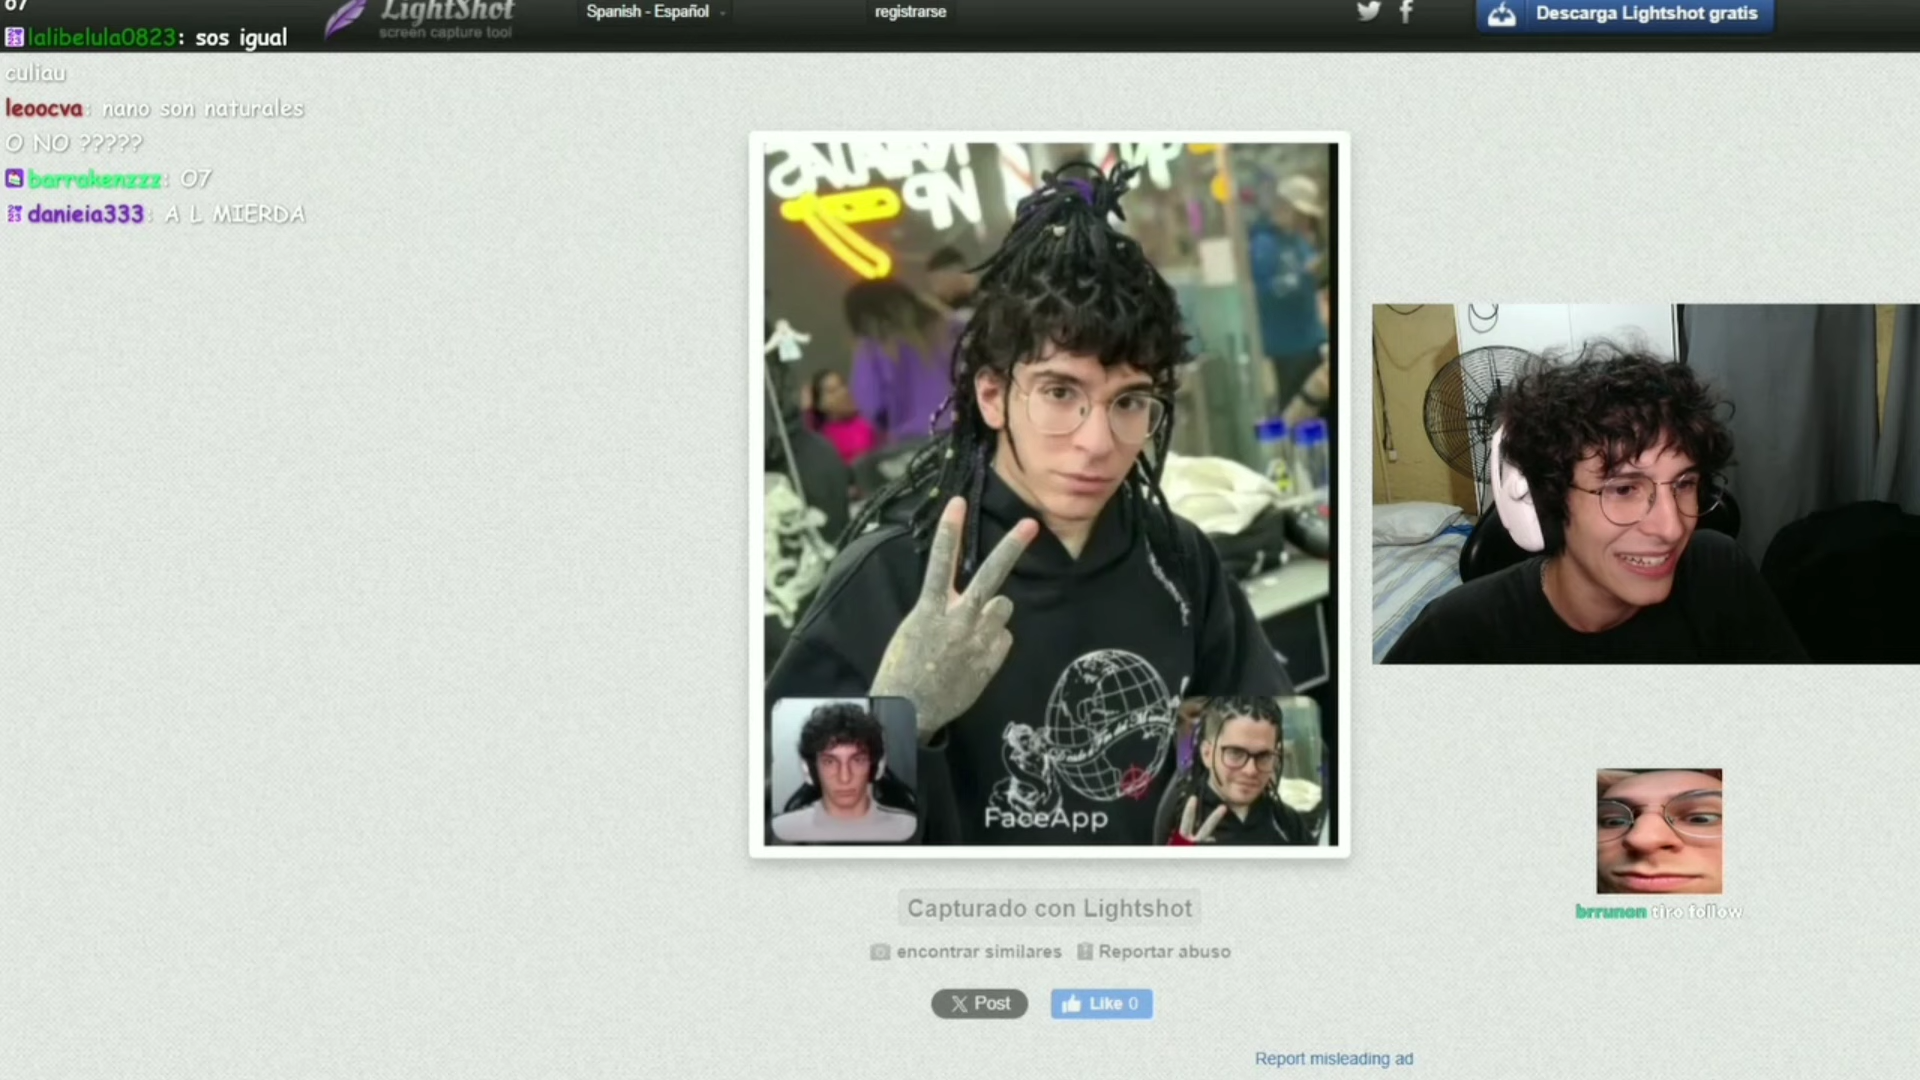 07
lalibelula0823: sos igual
culiau
leoocva: nano son naturales
O NO ?????
barrakenzzz: 07
danieia333: A L MIERDA
LightShot
screen capture tool
Spanish - Español
registrarse
Descarga Lightshot gratis
FaceApp
Capturado con Lightshot
encontrar similares
Reportar abuso
Post
Like 0
brrunon tiro follow
Report misleading ad